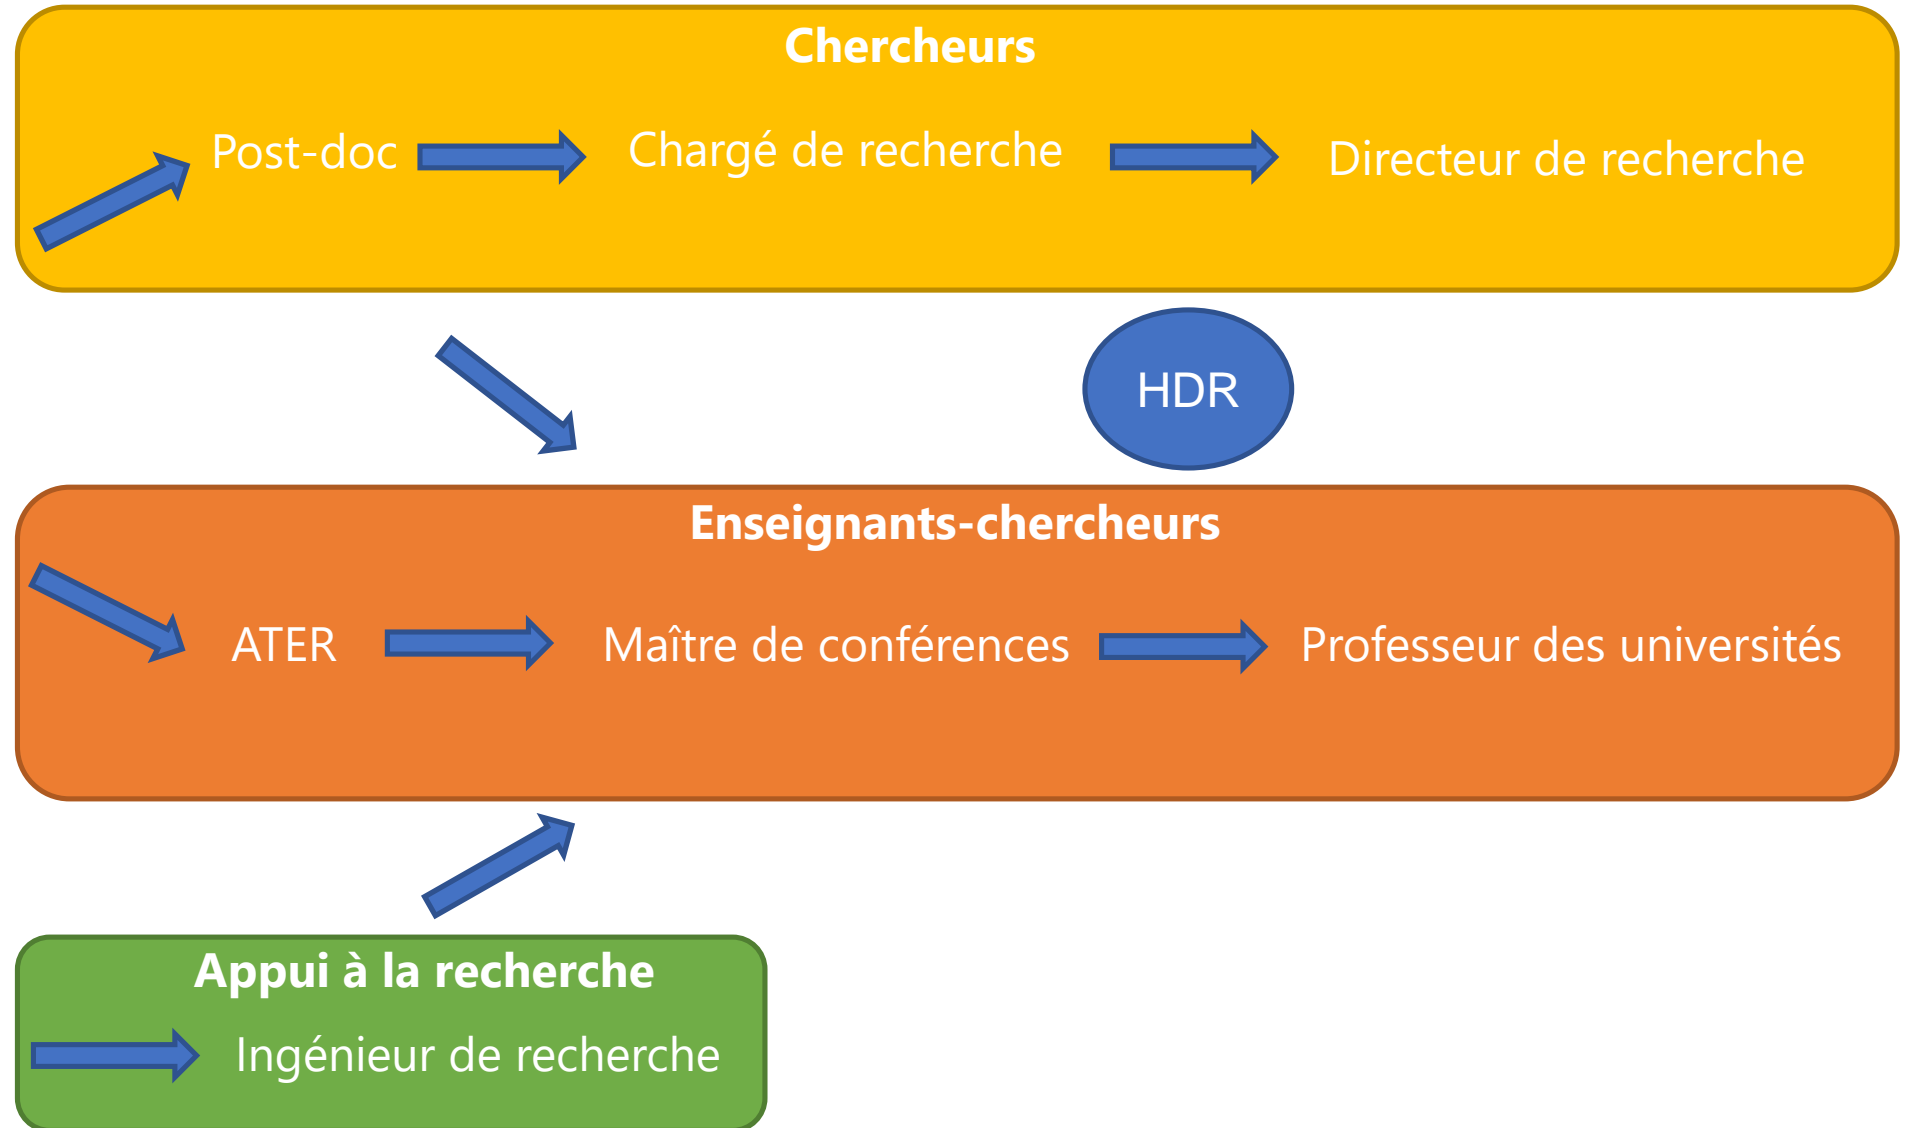 Chercheurs
Post-doc
Chargé de recherche
Directeur de recherche
HDR
Enseignants-chercheurs
ATER
Maître de conférences
Professeur des universités
Appui à la recherche
Ingénieur de recherche